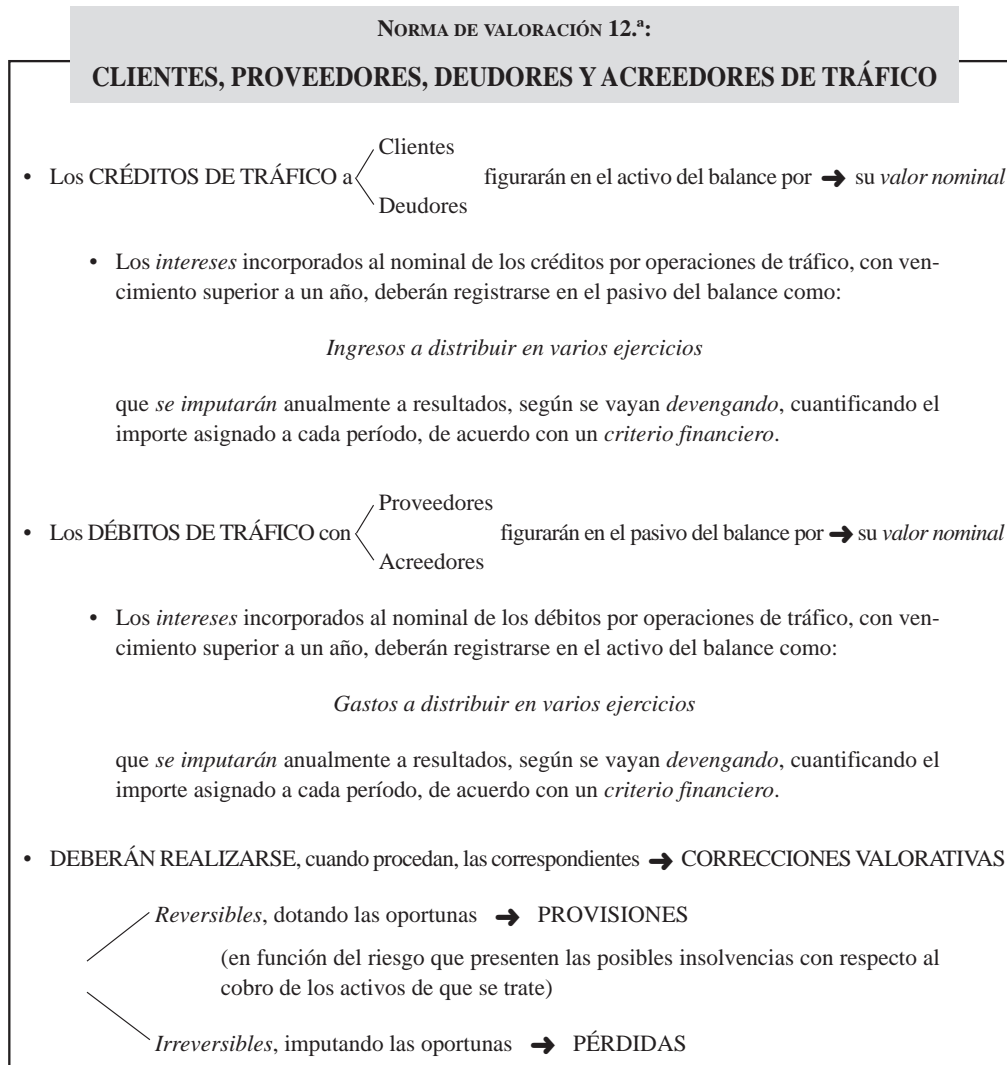 NORMA DE VALORACIÓN 12.ª:
CLIENTES, PROVEEDORES, DEUDORES Y ACREEDORES DE TRÁFICO
Clientes
• Los CRÉDITOS DE TRÁFICO a figurarán en el activo del balance por ➜ su valor nominal
Deudores
• Los intereses incorporados al nominal de los créditos por operaciones de tráfico, con ven-
cimiento superior a un año, deberán registrarse en el pasivo del balance como:
Ingresos a distribuir en varios ejercicios
que se imputarán anualmente a resultados, según se vayan devengando, cuantificando el
importe asignado a cada período, de acuerdo con un criterio financiero.
Proveedores
• Los DÉBITOS DE TRÁFICO con figurarán en el pasivo del balance por ➜ su valor nominal
Acreedores
• Los intereses incorporados al nominal de los débitos por operaciones de tráfico, con ven-
cimiento superior a un año, deberán registrarse en el activo del balance como:
Gastos a distribuir en varios ejercicios
que se imputarán anualmente a resultados, según se vayan devengando, cuantificando el
importe asignado a cada período, de acuerdo con un criterio financiero.
• DEBERÁN REALIZARSE, cuando procedan, las correspondientes ➜ CORRECCIONES VALORATIVAS
Reversibles, dotando las oportunas ➜ PROVISIONES
(en función del riesgo que presenten las posibles insolvencias con respecto al
cobro de los activos de que se trate)
Irreversibles, imputando las oportunas ➜ PÉRDIDAS